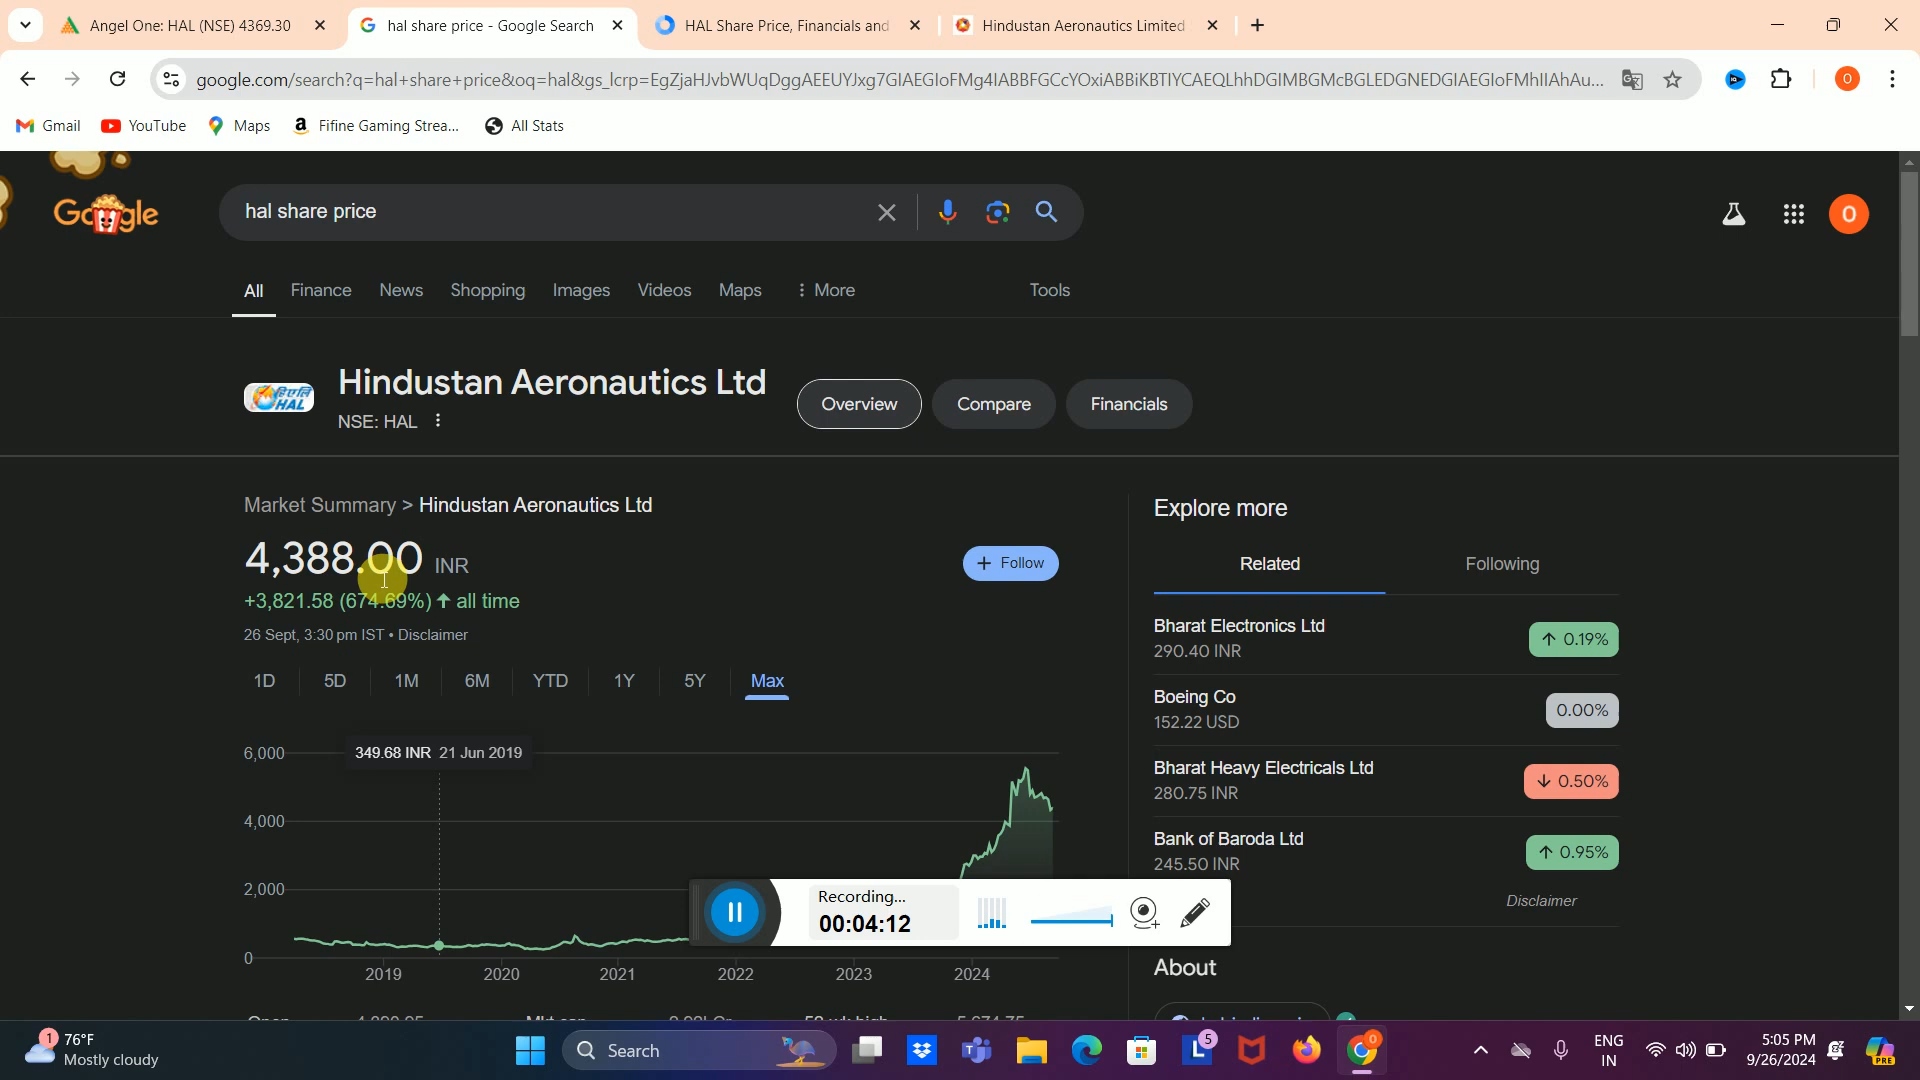 Angel One: HAL (NSE) 4369.30
hal share price - Google Search
HAL Share Price, Financials and
Hindustan Aeronautics Limited
google.com/search?q=hal+share+price&oq=hal&gs_lcrp=EgZjaHJvbWUqDggAEEUYJxg7GIAEGIoFMg4IABBFGCcYOxiABBiKBTIYCAEQLhhDGIMBGMcBGLEDGNEDGIAEGIoFMhIIAhAu...
Gmail
YouTube
Maps
Fifine Gaming Strea...
All Stats
Google
hal share price
O
All
Finance
News
Shopping
Images
Videos
Maps
More
Tools
HAL
Hindustan Aeronautics Ltd
NSE: HAL
Overview
Compare
Financials
Market Summary > Hindustan Aeronautics Ltd
4,388.00 INR
+3,821.58 (674.69%) ↑ all time
26 Sept, 3:30 pm IST • Disclaimer
+ Follow
1D
5D
1M
6M
YTD
1Y
5Y
Max
349.68 INR 21 Jun 2019
6,000
4,000
2,000
0
2019
2020
2021
2022
2023
2024
Explore more
Related
Following
Bharat Electronics Ltd
290.40 INR
↑ 0.19%
Boeing Co
152.22 USD
0.00%
Bharat Heavy Electricals Ltd
280.75 INR
↓ 0.50%
Bank of Baroda Ltd
245.50 INR
↑ 0.95%
Disclaimer
About
Recording...
00:04:12
1
76°F
Mostly cloudy
Search
5
ENG
IN
5:05 PM
9/26/2024
PRE